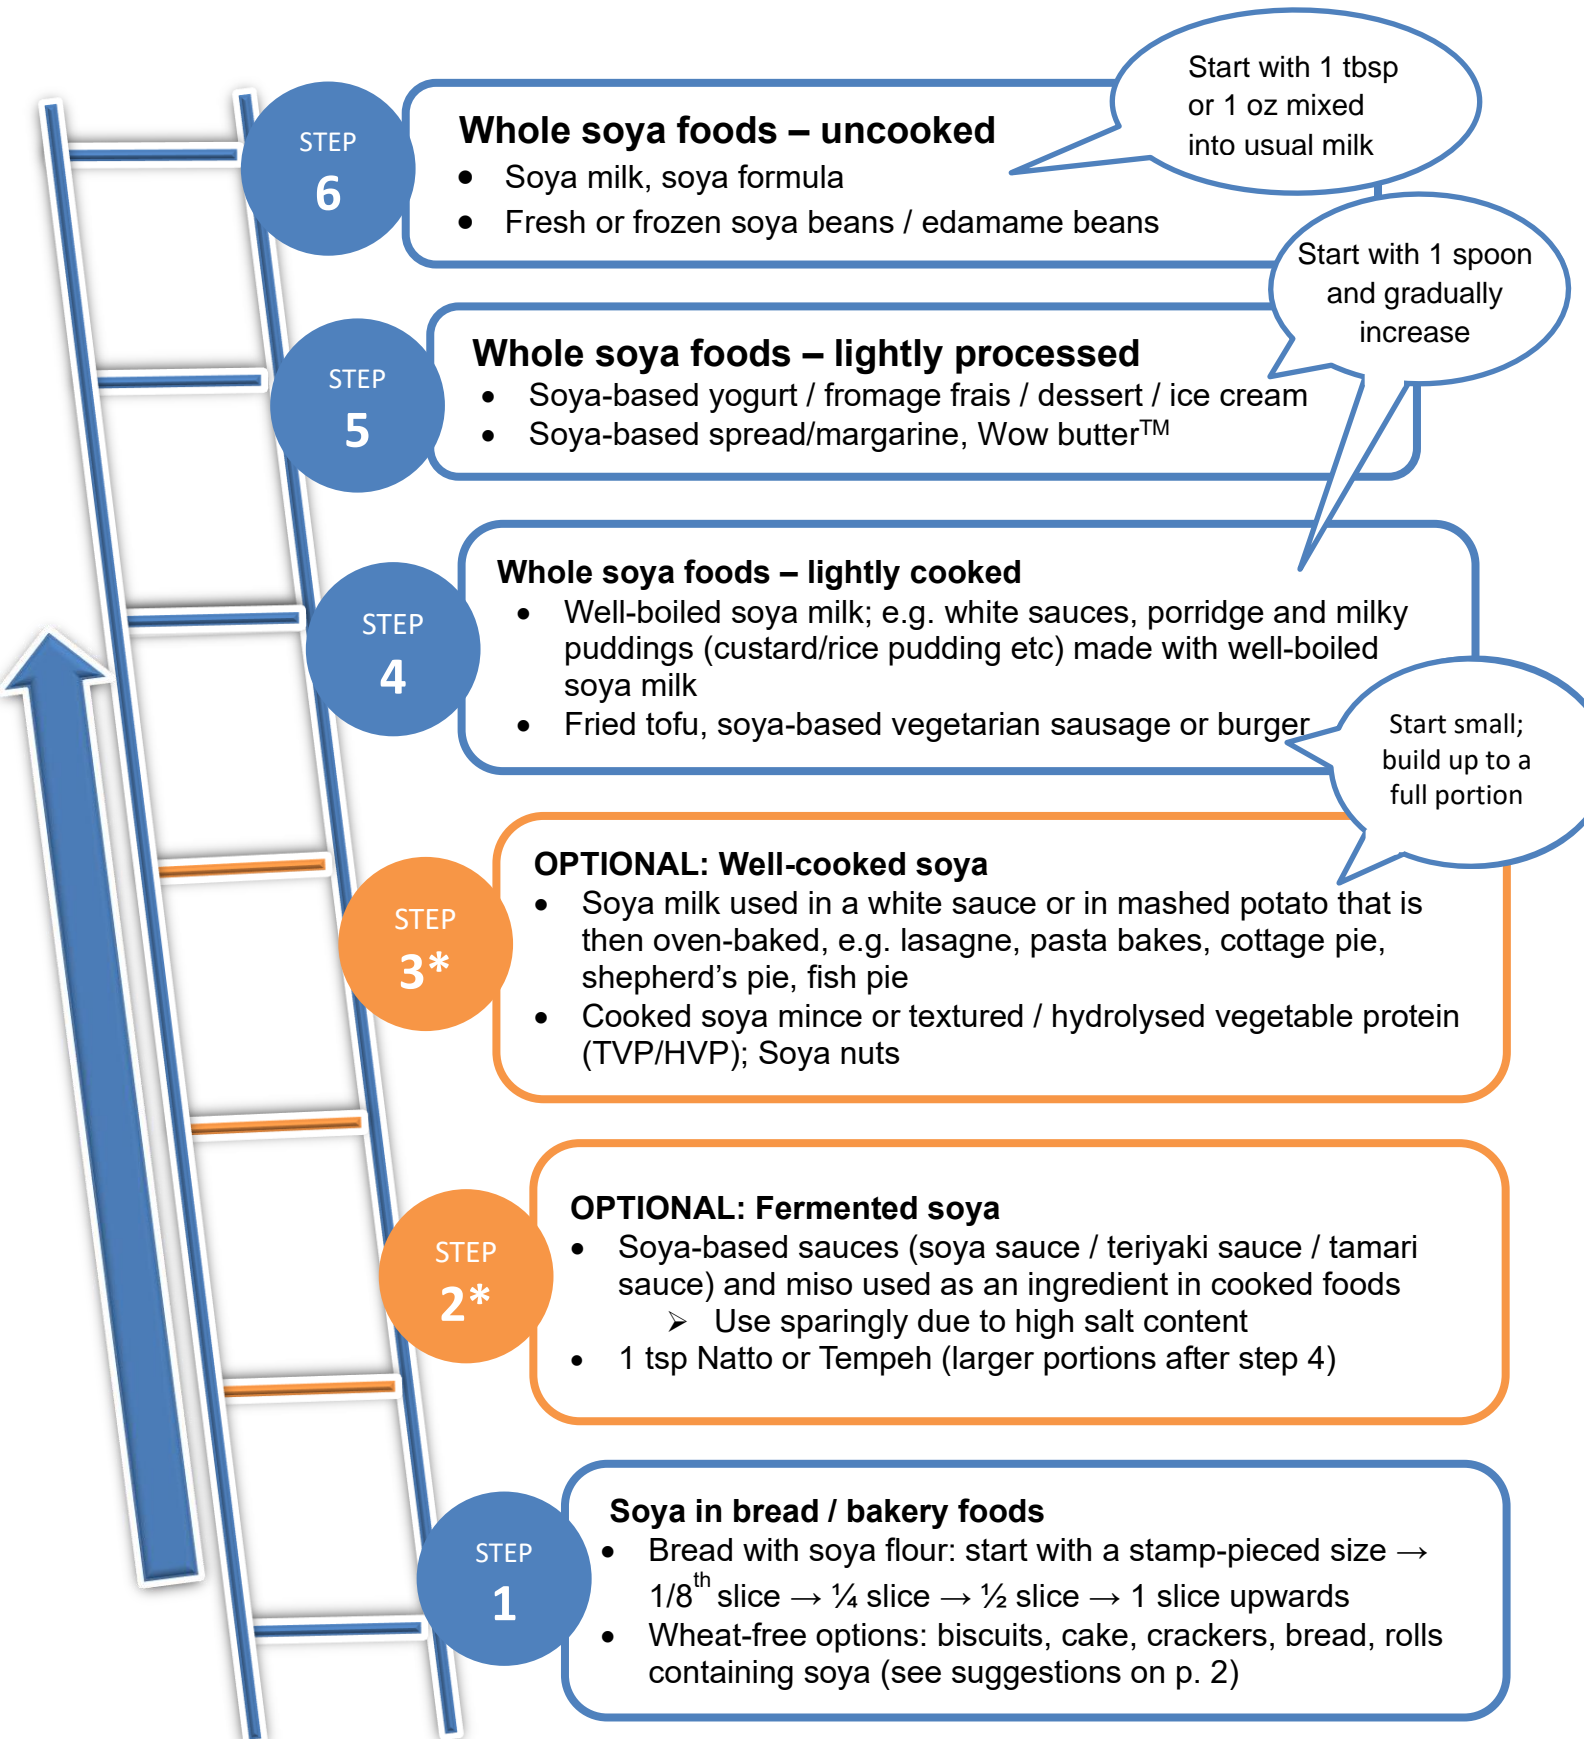 Start with 1 tbsp
or 1 oz mixed
into usual milk
STEP
6
Whole soya foods – uncooked
• Soya milk, soya formula
• Fresh or frozen soya beans / edamame beans
Start with 1 spoon
and gradually
increase
STEP
5
Whole soya foods – lightly processed
• Soya-based yogurt / fromage frais / dessert / ice cream
• Soya-based spread/margarine, Wow butter™
STEP
4
Whole soya foods – lightly cooked
• Well-boiled soya milk; e.g. white sauces, porridge and milky
puddings (custard/rice pudding etc) made with well-boiled
soya milk
• Fried tofu, soya-based vegetarian sausage or burger
Start small;
build up to a
full portion
STEP
3*
OPTIONAL: Well-cooked soya
• Soya milk used in a white sauce or in mashed potato that is
then oven-baked, e.g. lasagne, pasta bakes, cottage pie,
shepherd’s pie, fish pie
• Cooked soya mince or textured / hydrolysed vegetable protein
(TVP/HVP); Soya nuts
STEP
2*
OPTIONAL: Fermented soya
• Soya-based sauces (soya sauce / teriyaki sauce / tamari
sauce) and miso used as an ingredient in cooked foods
➢ Use sparingly due to high salt content
• 1 tsp Natto or Tempeh (larger portions after step 4)
STEP
1
Soya in bread / bakery foods
• Bread with soya flour: start with a stamp-pieced size →
1/8th slice → ¼ slice → ½ slice → 1 slice upwards
• Wheat-free options: biscuits, cake, crackers, bread, rolls
containing soya (see suggestions on p. 2)